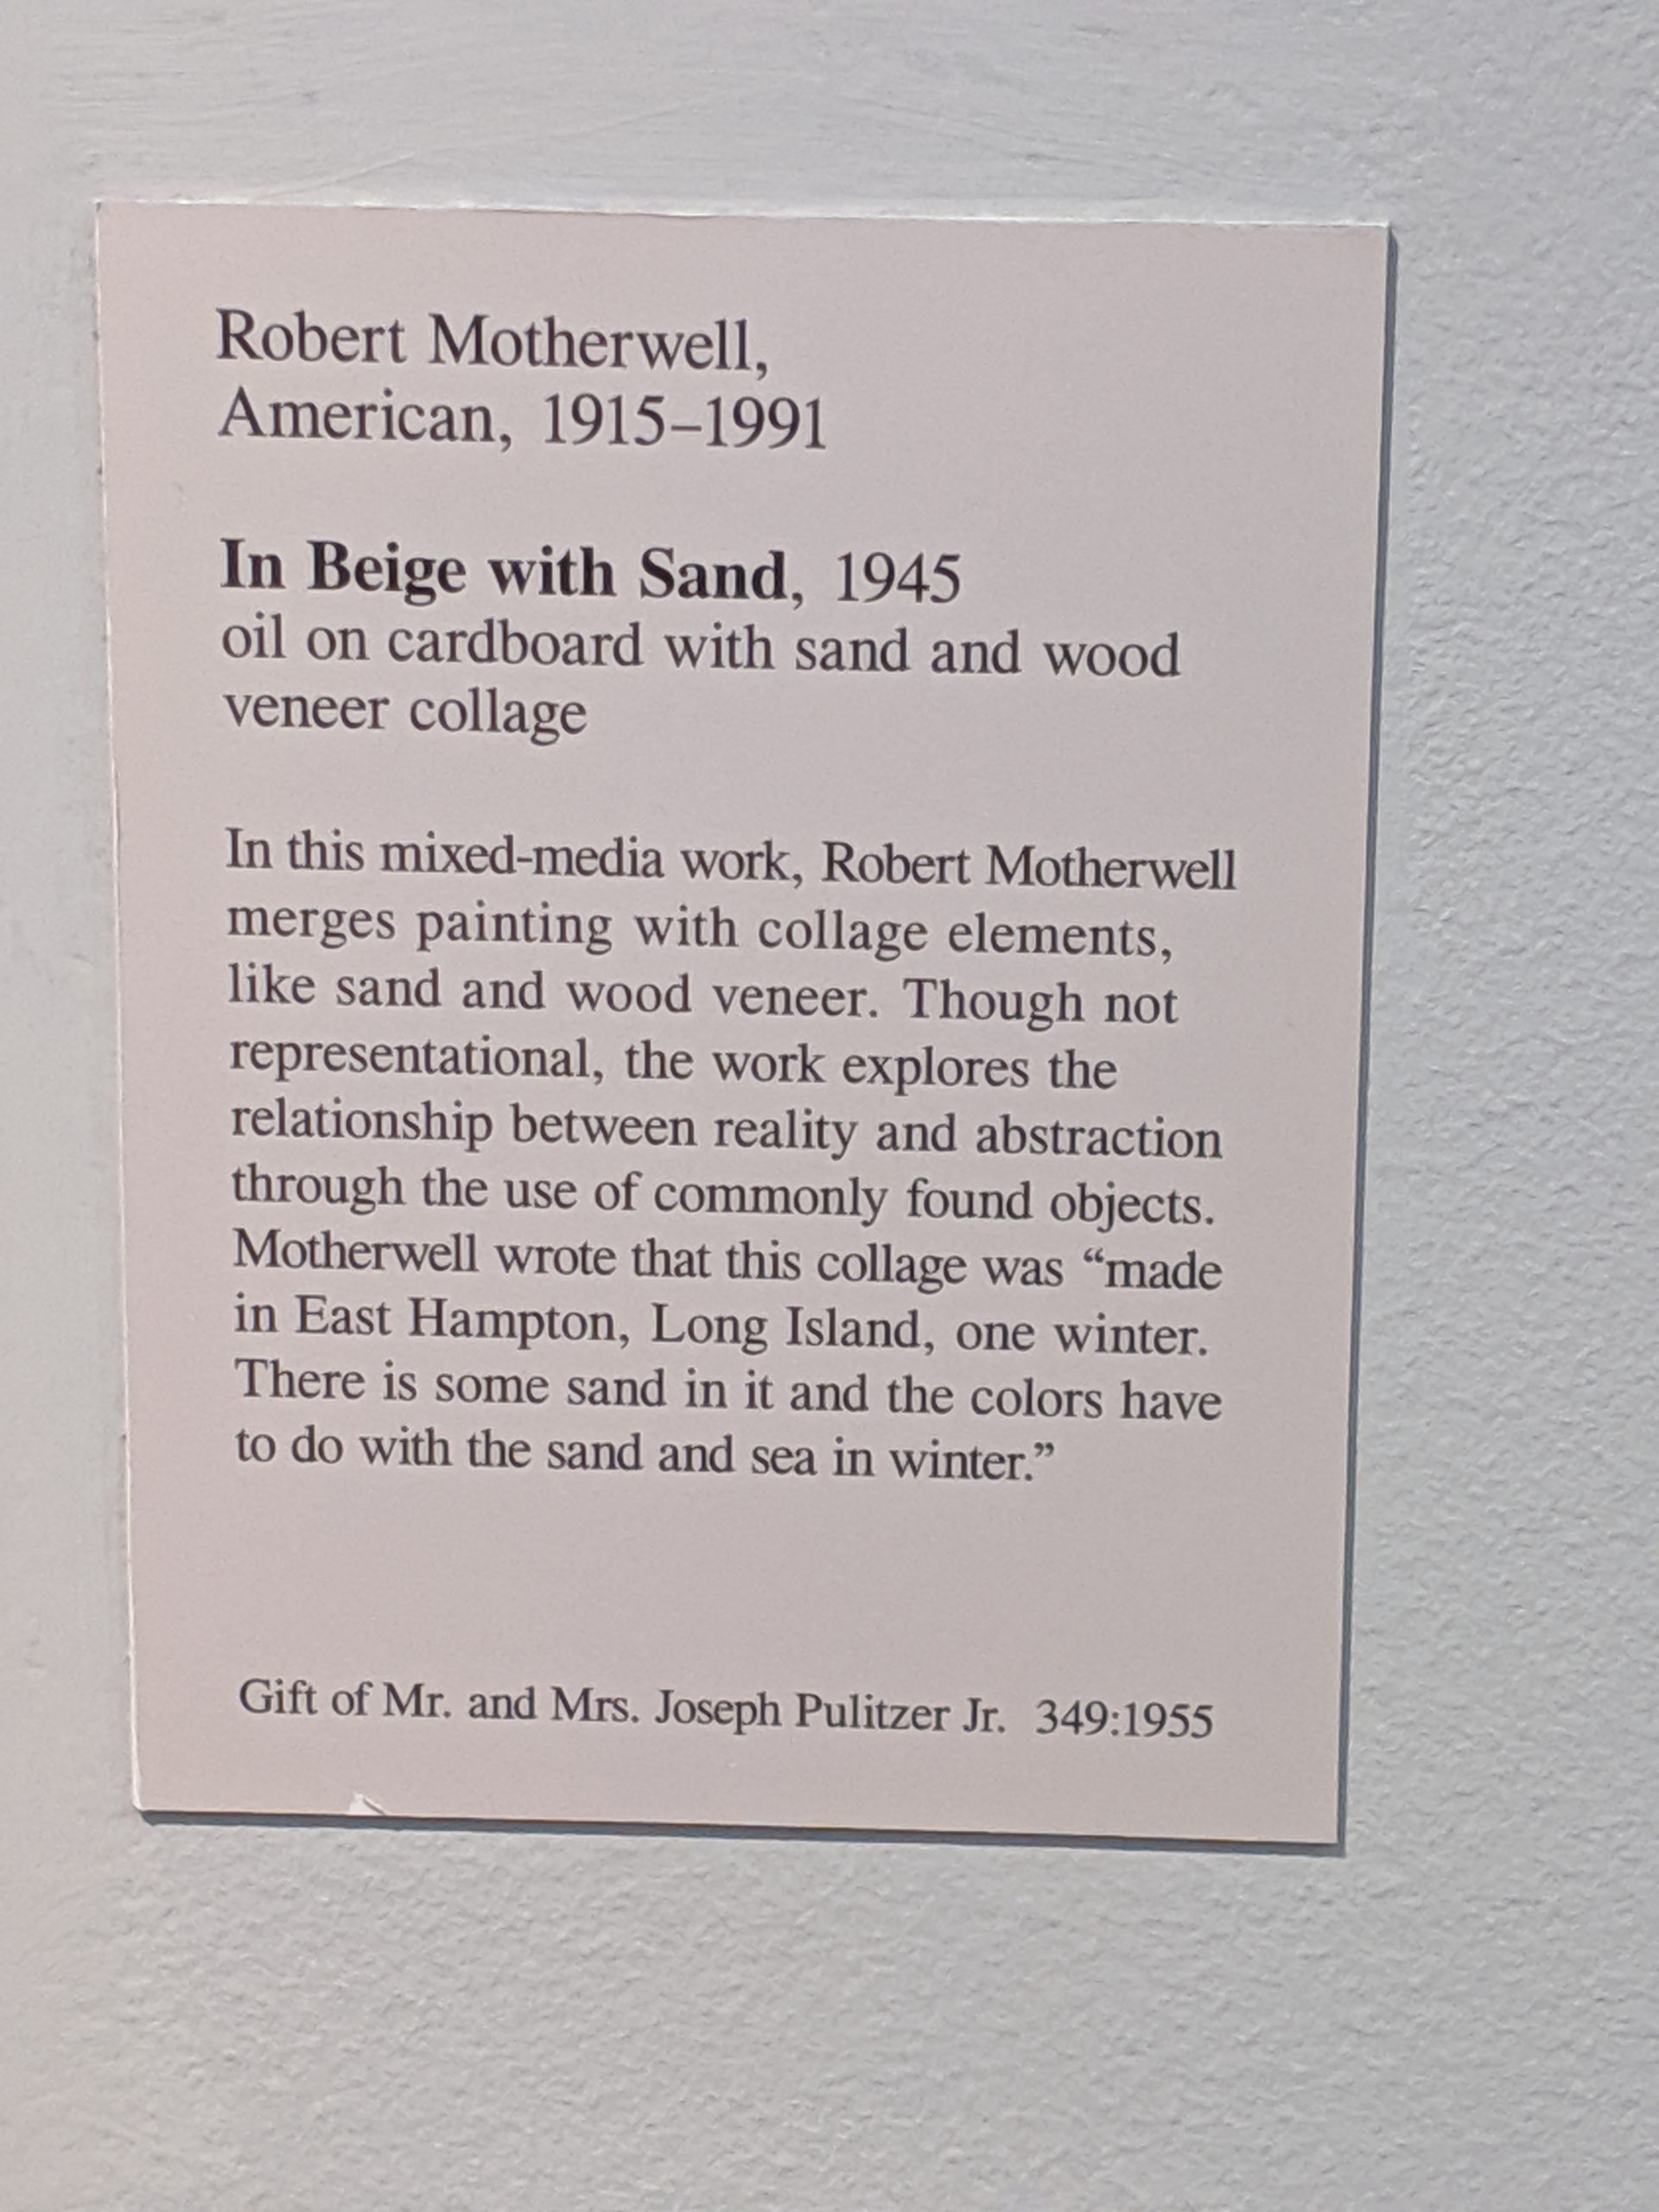 Robert Motherwell,
American, 1915–1991
In Beige with Sand, 1945
oil on cardboard with sand and wood
veneer collage
In this mixed-media work, Robert Motherwell
merges painting with collage elements,
like sand and wood veneer. Though not
representational, the work explores the
relationship between reality and abstraction
through the use of commonly found objects.
Motherwell wrote that this collage was “made
in East Hampton, Long Island, one winter.
There is some sand in it and the colors have
to do with the sand and sea in winter.”
Gift of Mr. and Mrs. Joseph Pulitzer Jr. 349:1955